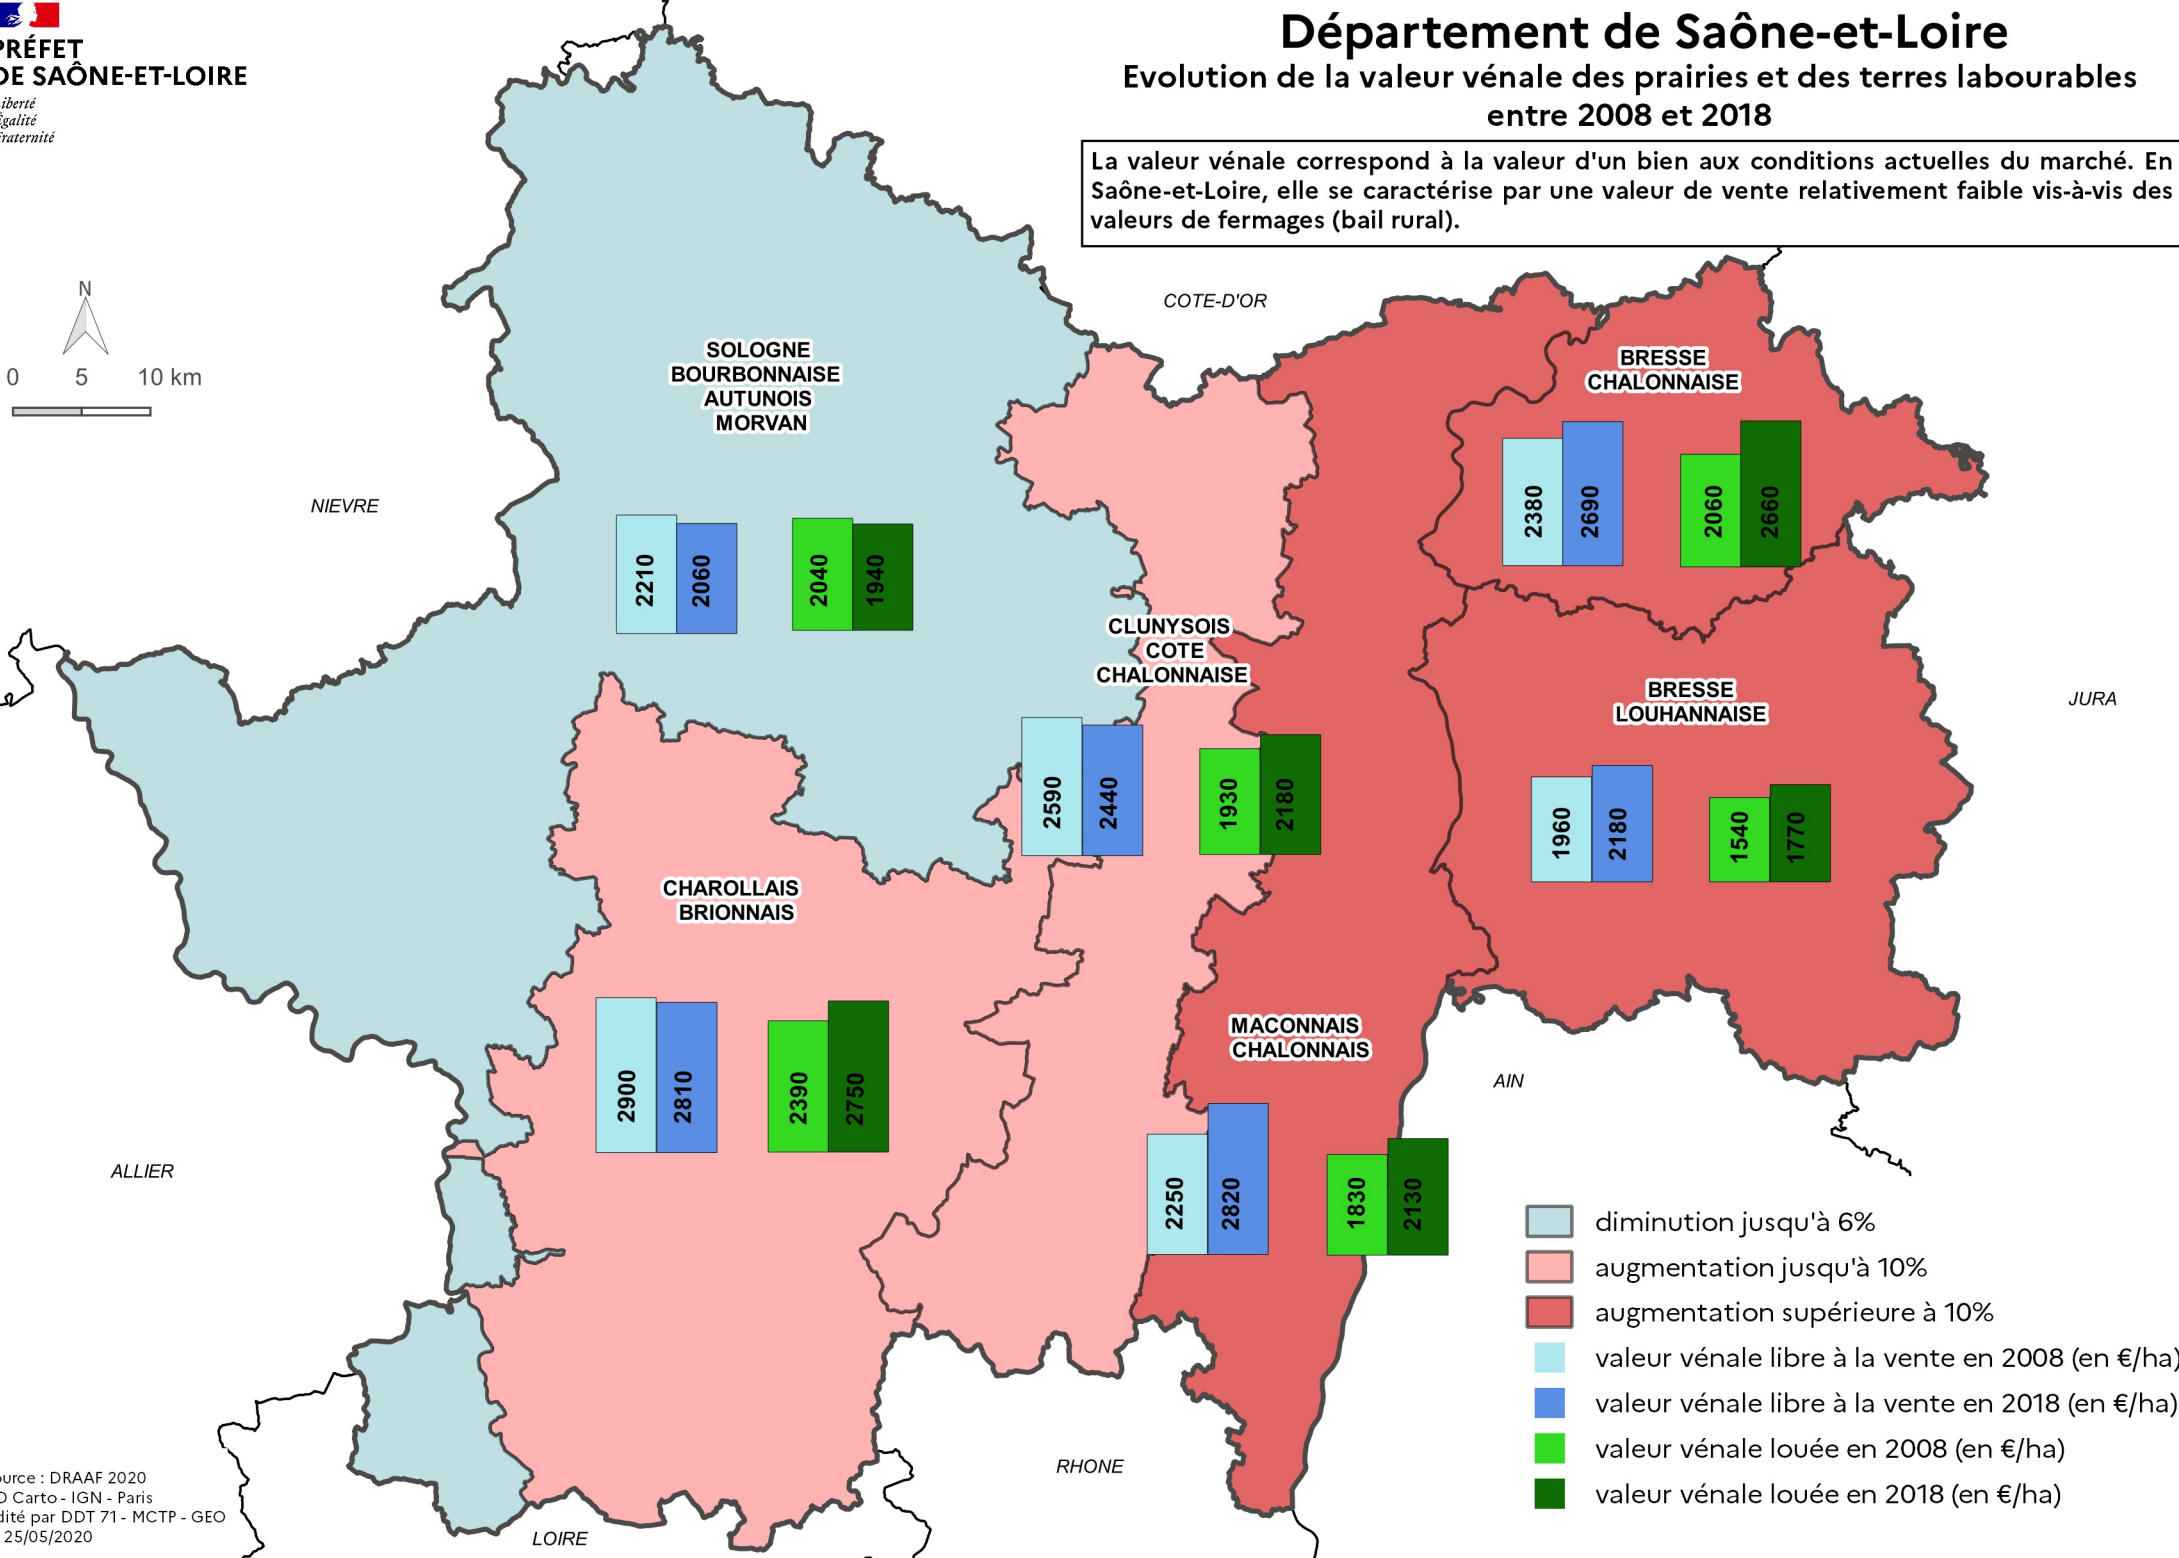 PRÉFET
DE SAÔNE-ET-LOIRE
Liberté
Égalité
Fraternité
Département de Saône-et-Loire
Evolution de la valeur vénale des prairies et des terres labourables
entre 2008 et 2018
La valeur vénale correspond à la valeur d'un bien aux conditions actuelles du marché. En
Saône-et-Loire, elle se caractérise par une valeur de vente relativement faible vis-à-vis des
valeurs de fermages (bail rural).
N
0 5 10 km
COTE-D'OR
NIEVRE
JURA
AIN
ALLIER
RHONE
LOIRE
SOLOGNE
BOURBONNAISE
AUTUNOIS
MORVAN
2210 2060 2040 1940
BRESSE
CHALONNAISE
2380 2690 2060 2660
CLUNYSOIS
COTE
CHALONNAISE
2590 2440 1930 2180
BRESSE
LOUHANNAISE
1960 2180 1540 1770
CHAROLLAIS
BRIONNAIS
2900 2810 2390 2750
MACONNAIS
CHALONNAIS
2250 2820 1830 2130
diminution jusqu'à 6%
augmentation jusqu'à 10%
augmentation supérieure à 10%
valeur vénale libre à la vente en 2008 (en €/ha)
valeur vénale libre à la vente en 2018 (en €/ha)
valeur vénale louée en 2008 (en €/ha)
valeur vénale louée en 2018 (en €/ha)
ource : DRAAF 2020
D Carto - IGN - Paris
dité par DDT 71 - MCTP - GEO
25/05/2020